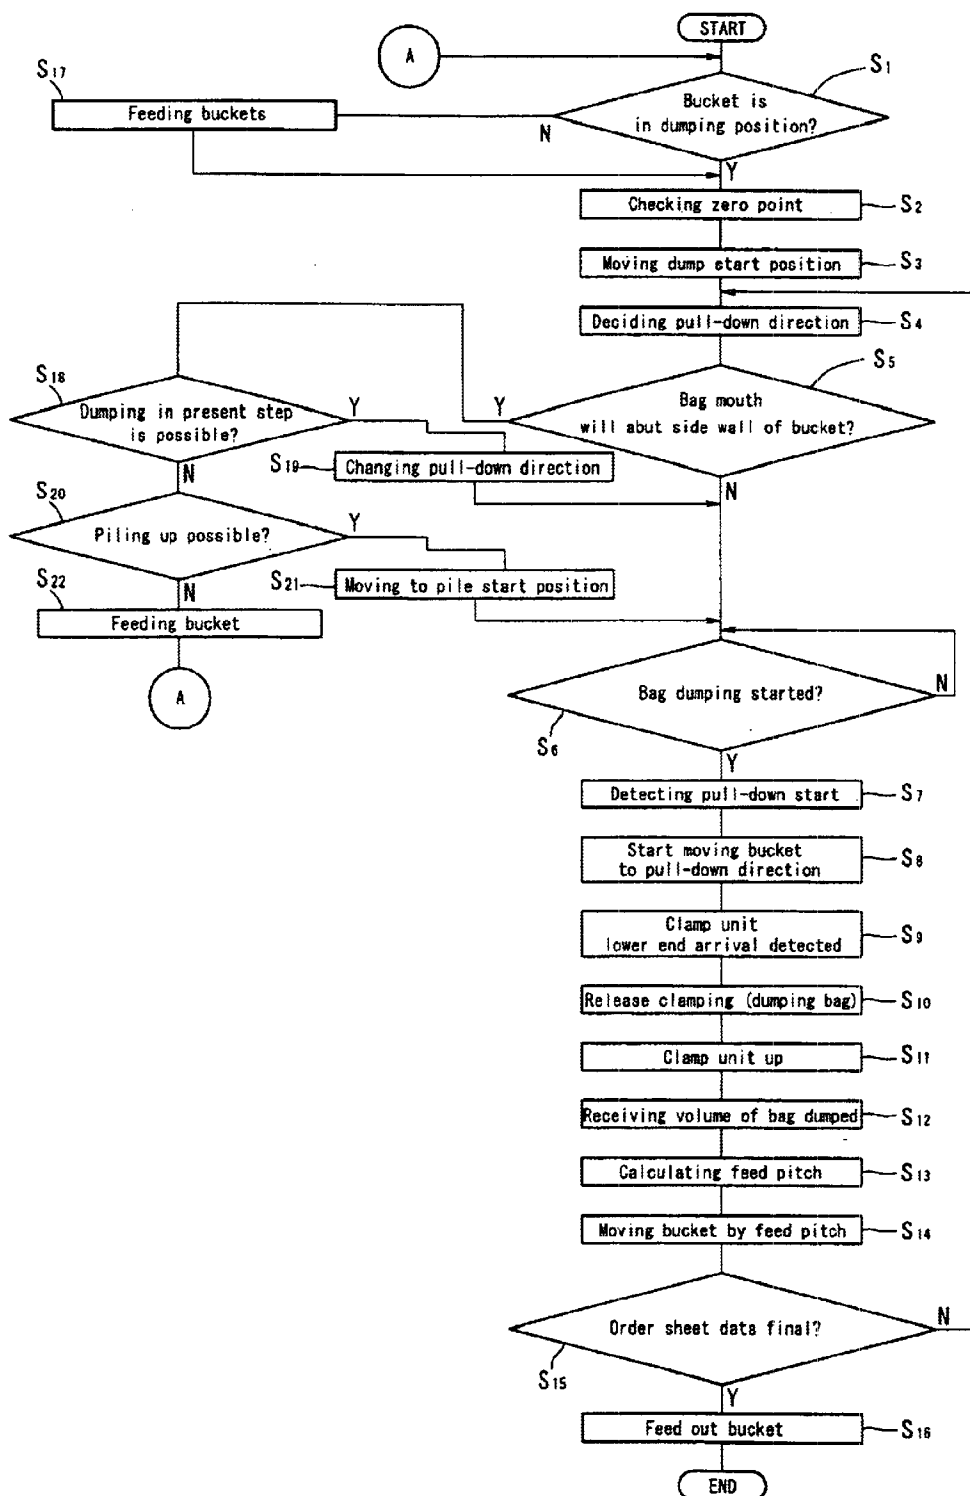 START
A
S17
S1
Feeding buckets
Bucket is
in dumping position?
N
Y
Checking zero point
S2
Moving dump start position
S3
Deciding pull-down direction
S4
S5
S18
Dumping in present step
is possible?
Y
Y
Bag mouth
will abut side wall of bucket?
S19
Changing pull-down direction
N
N
S20
Piling up possible?
Y
S22
N
S21
Moving to pile start position
Feeding bucket
A
Bag dumping started?
N
S6
Y
Detecting pull-down start
S7
Start moving bucket
to pull-down direction
S8
Clamp unit
lower end arrival detected
S9
Release clamping (dumping bag)
S10
Clamp unit up
S11
Receiving volume of bag dumped
S12
Calculating feed pitch
S13
Moving bucket by feed pitch
S14
Order sheet data final?
N
S15
Y
Feed out bucket
S16
END